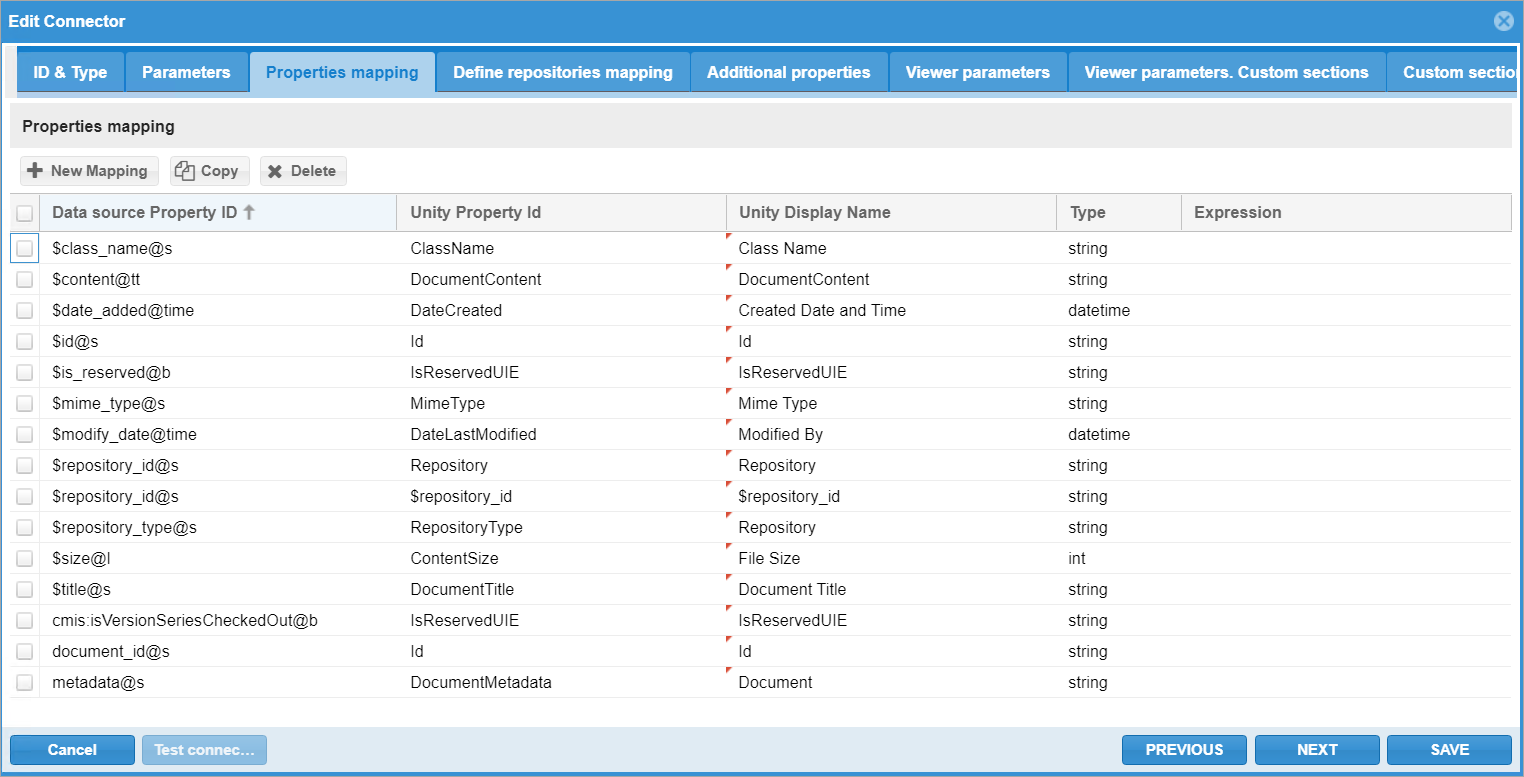 Edit Connector
ID & Type Parameters Properties mapping Define repositories mapping Additional properties Viewer parameters Viewer parameters. Custom sections Custom sectio
Properties mapping
New Mapping Copy Delete
Data source Property ID Unity Property Id Unity Display Name Type Expression
$class_name@s ClassName Class Name string
$content@tt DocumentContent DocumentContent string
$date_added@time DateCreated Created Date and Time datetime
$id@s Id Id string
$is_reserved@b IsReservedUIE IsReservedUIE string
$mime_type@s MimeType Mime Type string
$modify_date@time DateLastModified Modified By datetime
$repository_id@s Repository Repository string
$repository_id@s $repository_id $repository_id string
$repository_type@s RepositoryType Repository string
$size@l ContentSize File Size int
$title@s DocumentTitle Document Title string
cmis:isVersionSeriesCheckedOut@b IsReservedUIE IsReservedUIE string
document_id@s Id Id string
metadata@s DocumentMetadata Document string
Cancel Test connec... PREVIOUS NEXT SAVE